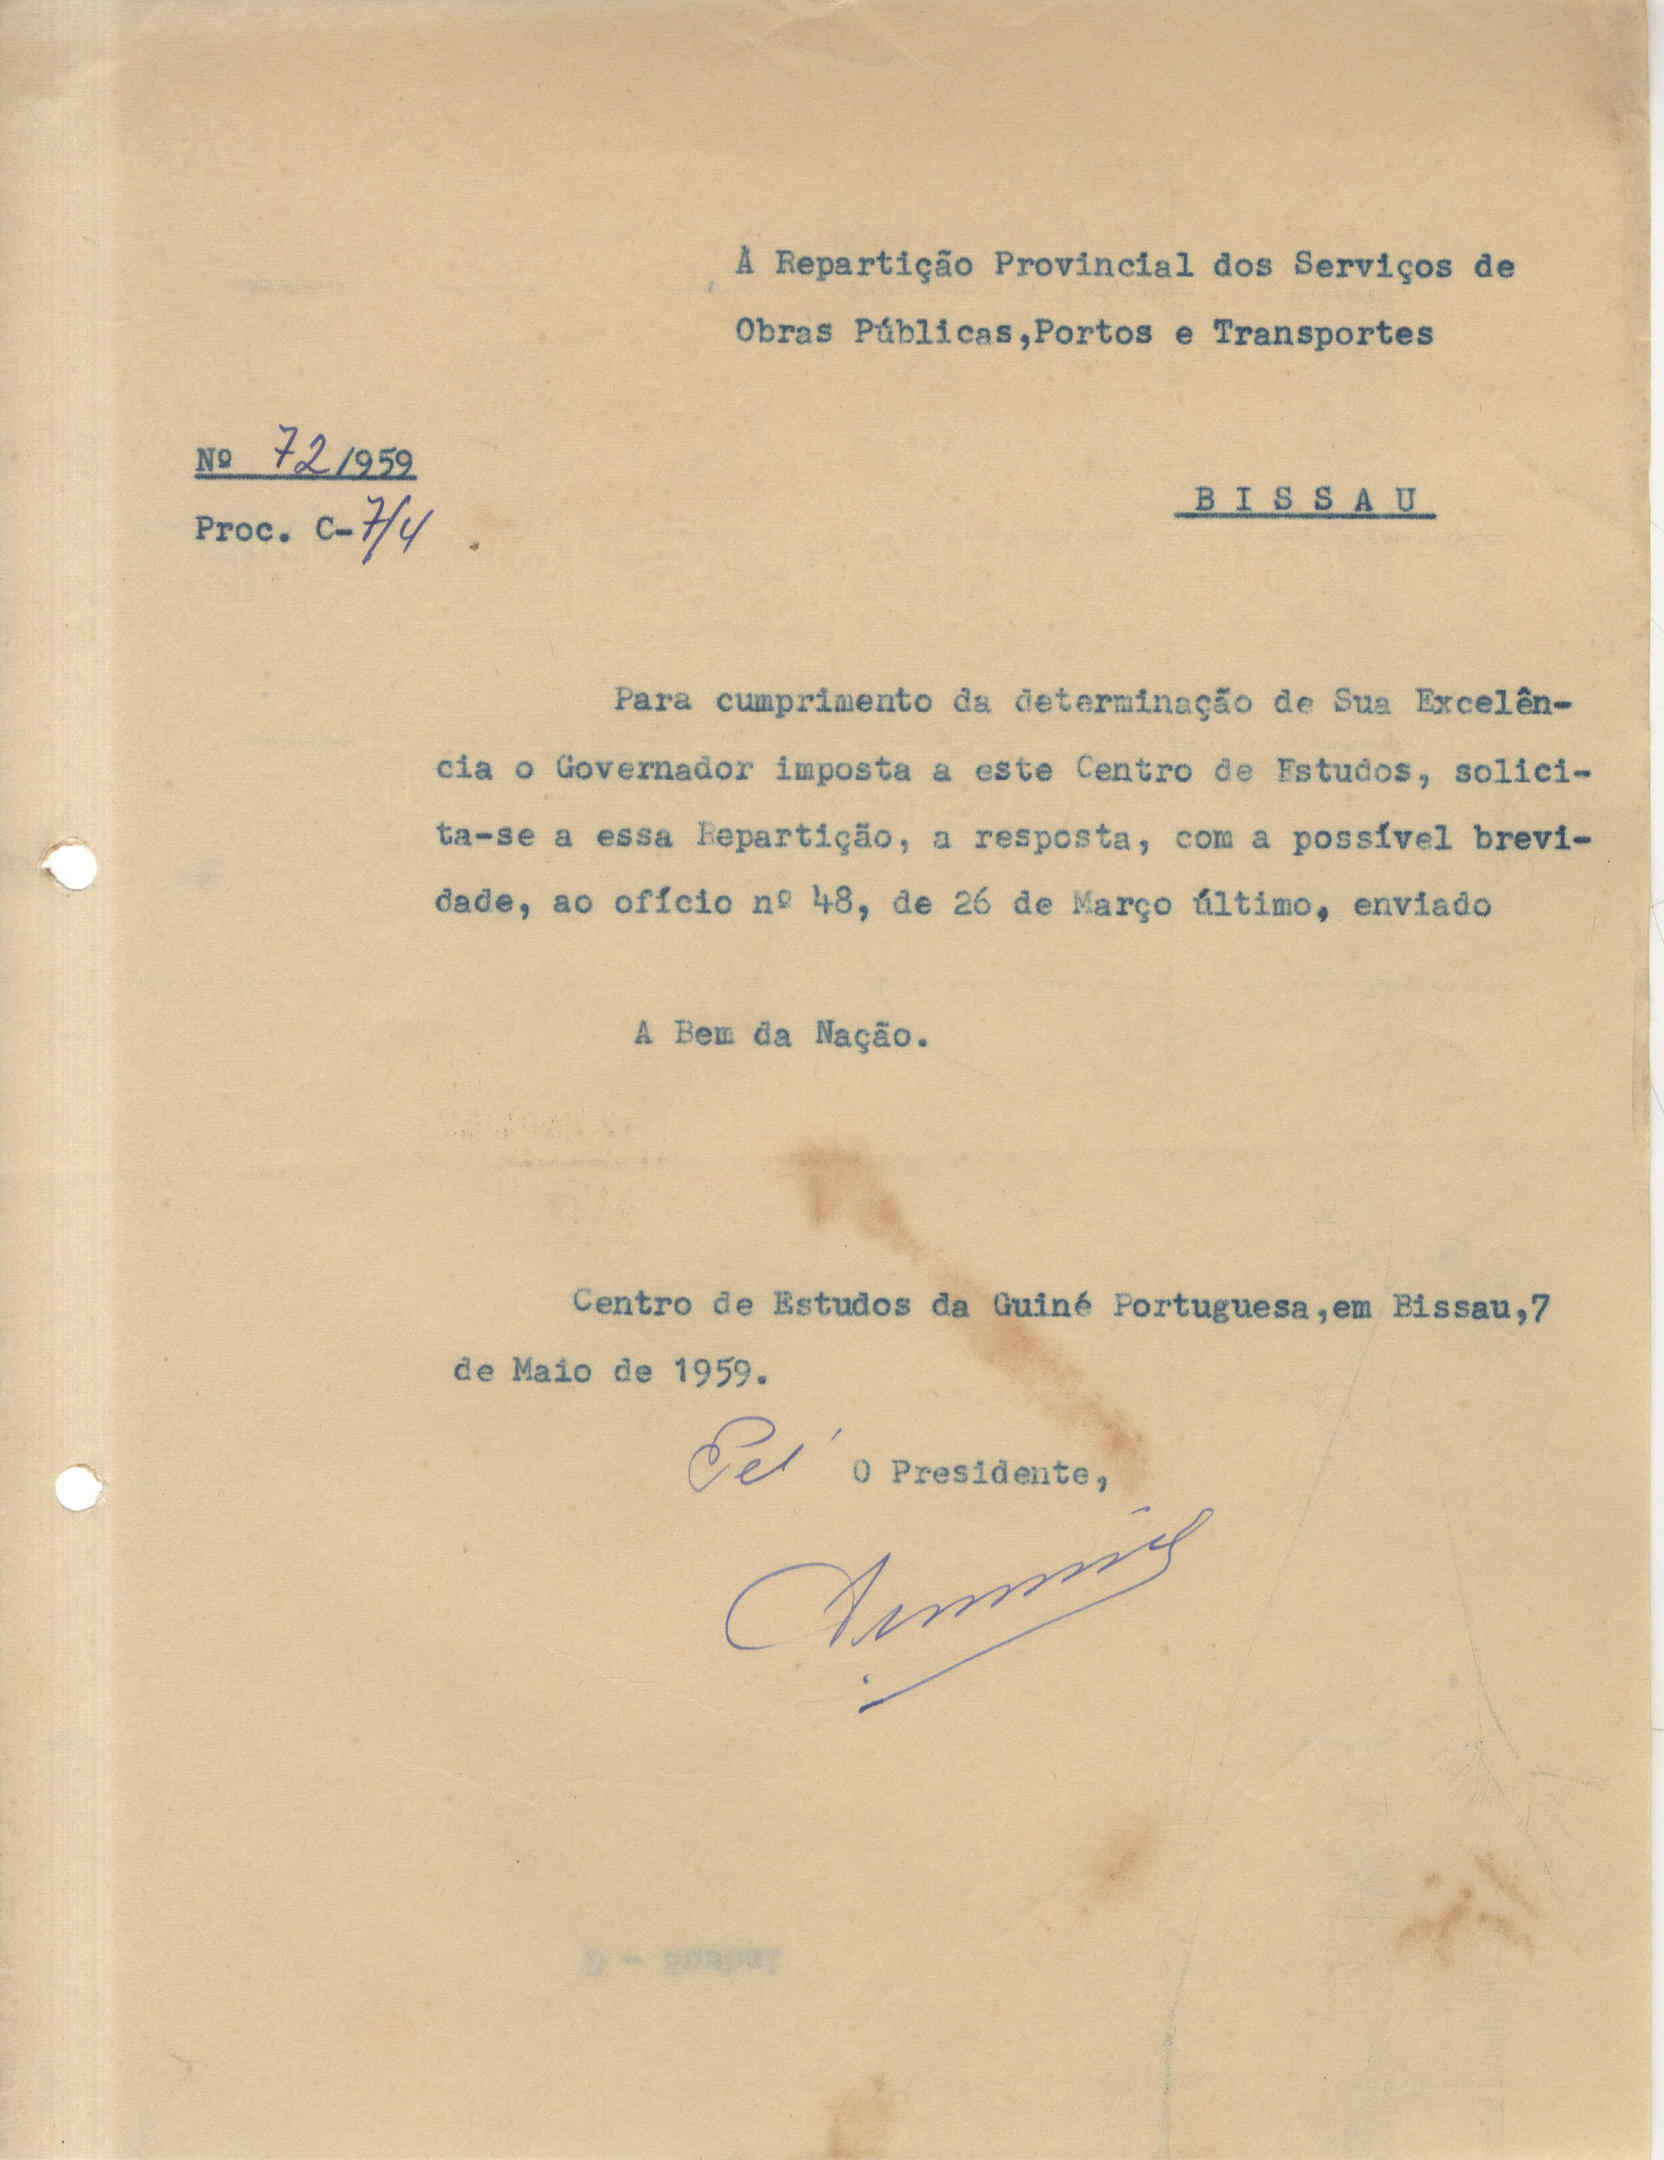 À Repartição Provincial dos Serviços de
Obras Públicas,Portos e Transportes
Nº 72/959
BISSAU
Proc. C-7/4
Para cumprimento da determinação de Sua Excelên-
cia o Governador imposta a este Centro de Estudos, solici-
ta-se a essa Repartição, a resposta, com a possível brevi-
dade, ao ofício nº 48, de 26 de Março último, enviado
A Bem da Nação.
Centro de Estudos da Guiné Portuguesa,em Bissau,7
de Maio de 1959.
Pel' O Presidente,